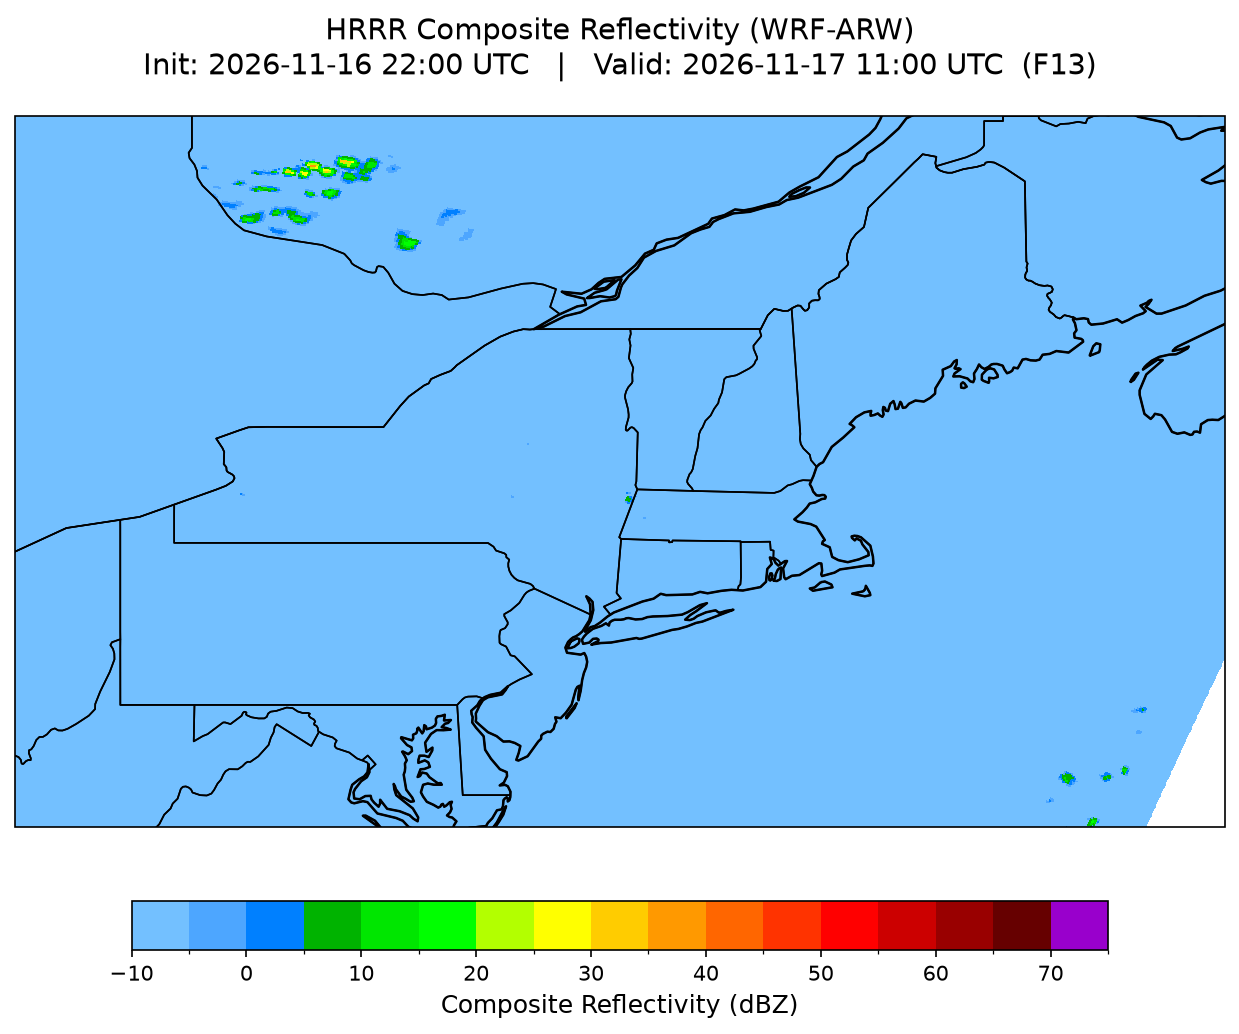 HRRR Composite Reflectivity (WRF-ARW)
Init: 2026-11-16 22:00 UTC | Valid: 2026-11-17 11:00 UTC (F13)
−10 0 10 20 30 40 50 60 70
Composite Reflectivity (dBZ)